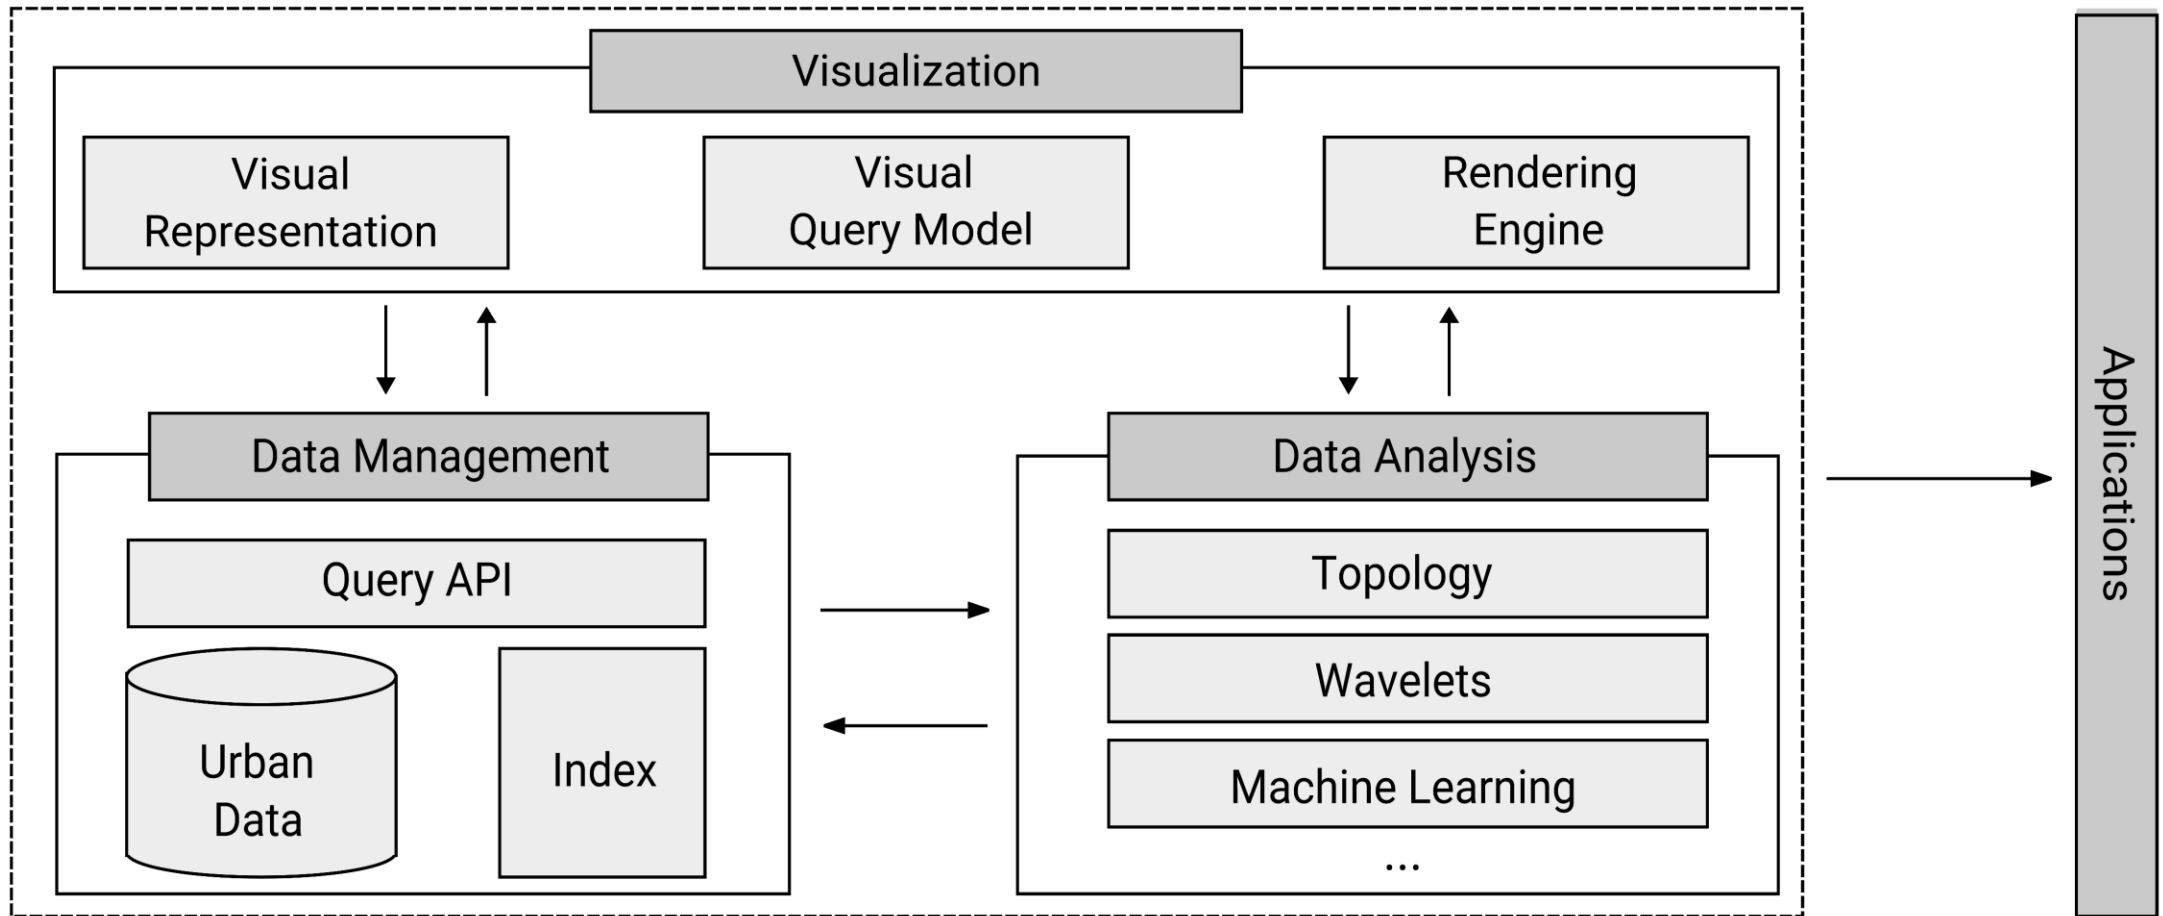 Visualization
Visual
Representation
Visual
Query Model
Rendering
Engine
Data Management
Query API
Urban
Data
Index
Data Analysis
Topology
Wavelets
Machine Learning
...
Applications